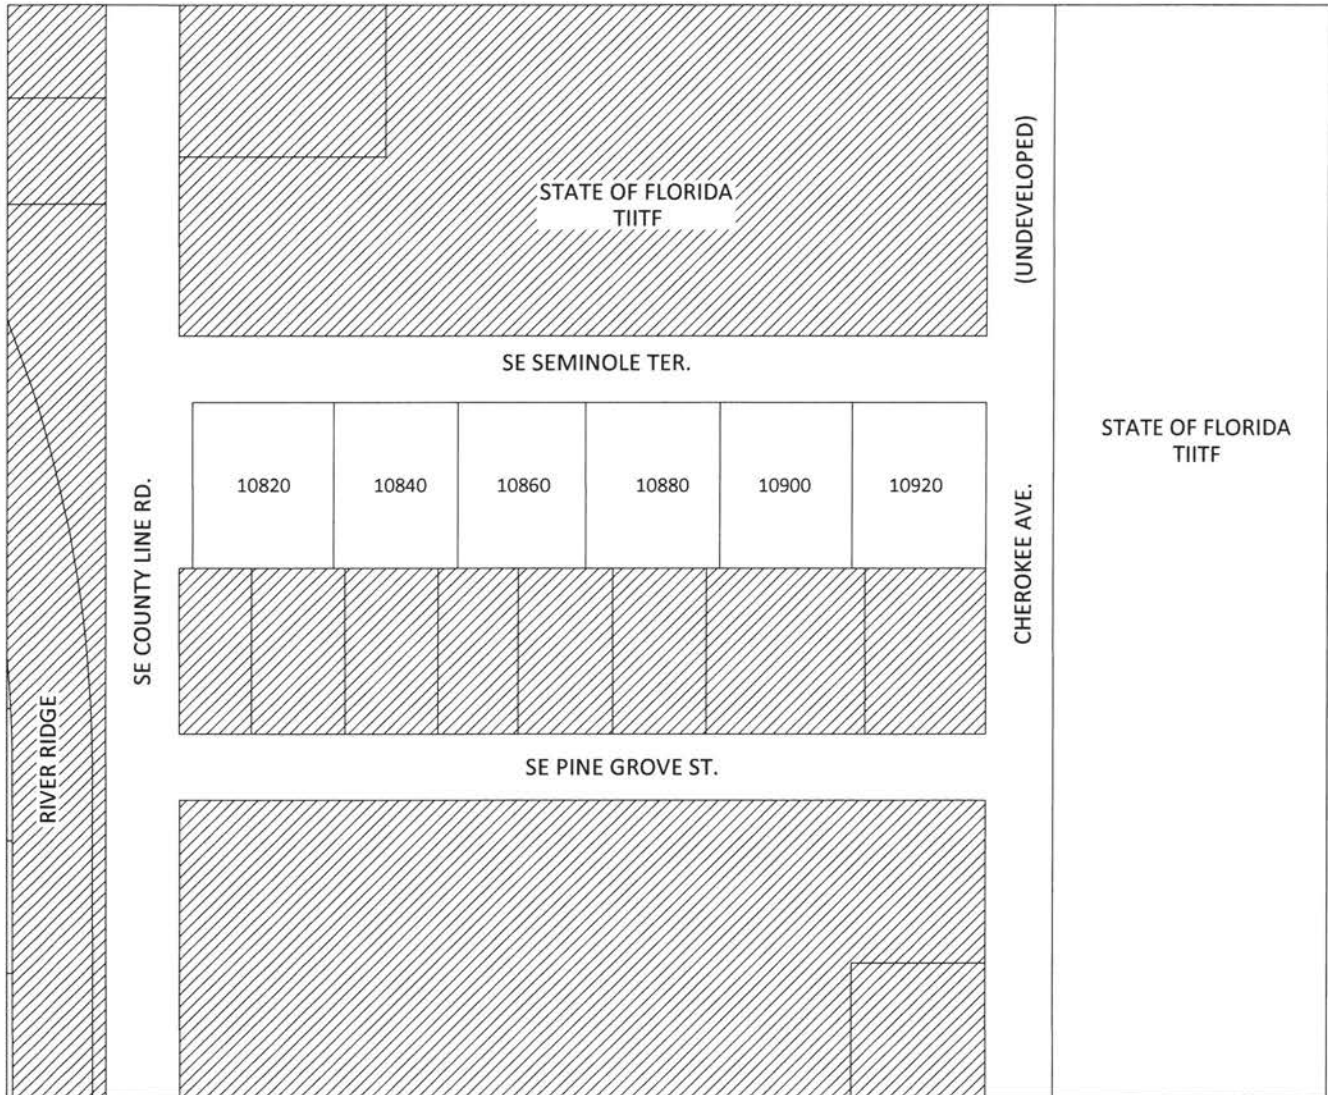 STATE OF FLORIDA
TIITF
(UNDEVELOPED)
SE SEMINOLE TER.
STATE OF FLORIDA
TIITF
10820
10840
10860
10880
10900
10920
SE COUNTY LINE RD.
CHEROKEE AVE.
RIVER RIDGE
SE PINE GROVE ST.